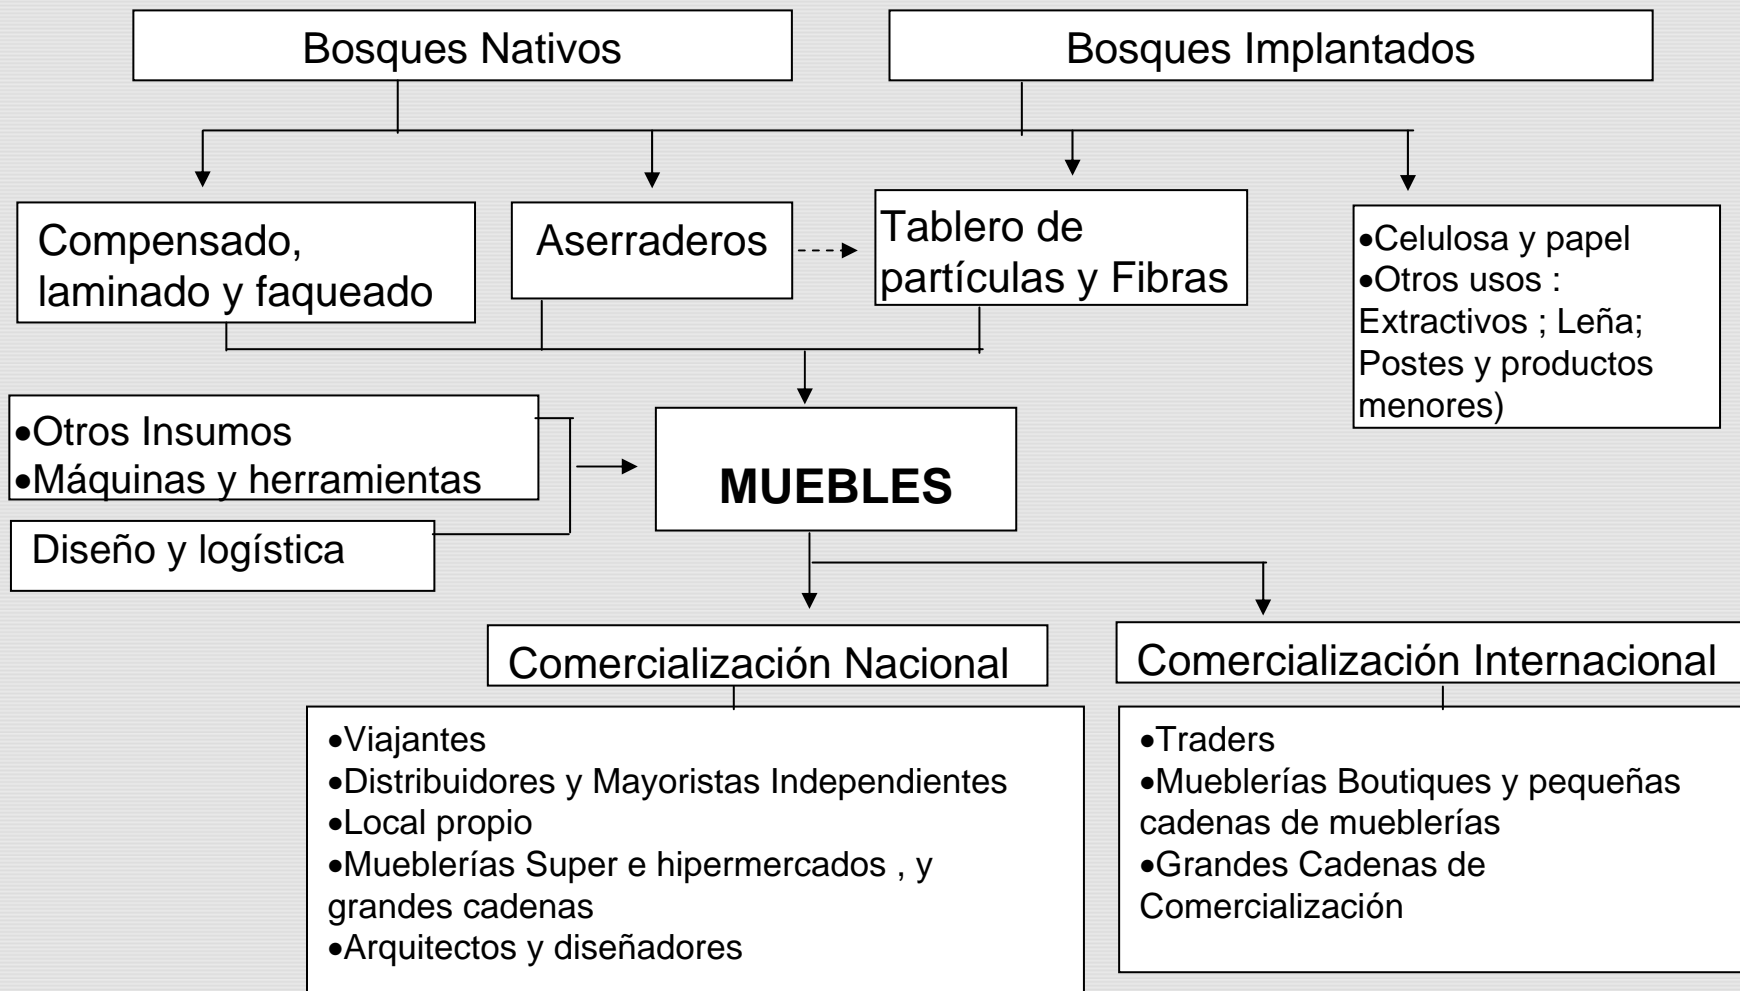 Bosques Nativos
Bosques Implantados
Compensado,
laminado y faqueado
Aserraderos
Tablero de
partículas y Fibras
•Celulosa y papel
•Otros usos :
Extractivos ; Leña;
Postes y productos
menores)
•Otros Insumos
•Máquinas y herramientas
MUEBLES
Diseño y logística
Comercialización Nacional
Comercialización Internacional
•Viajantes
•Distribuidores y Mayoristas Independientes
•Local propio
•Mueblerías Super e hipermercados , y
grandes cadenas
•Arquitectos y diseñadores
•Traders
•Mueblerías Boutiques y pequeñas
cadenas de mueblerías
•Grandes Cadenas de
Comercialización